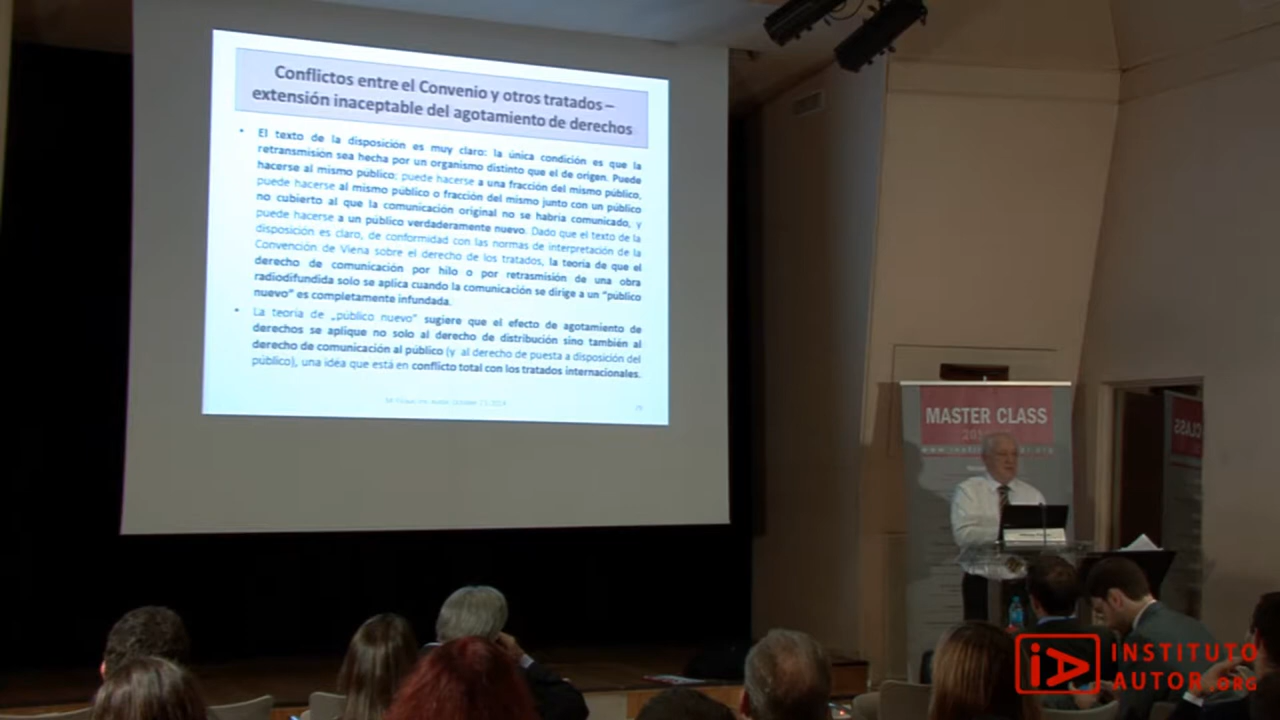 Conflictos entre el Convenio y otros tratados –
extensión inaceptable del agotamiento de derechos
• El texto de la disposición es muy claro: la única condición es que la
retransmisión sea hecha por un organismo distinto que el de origen. Puede
hacerse al mismo público; puede hacerse a una fracción del mismo público,
puede hacerse al mismo público o fracción del mismo junto con un público
no cubierto al que la comunicación original no se habría comunicado, y
puede hacerse a un público verdaderamente nuevo. Dado que el texto de la
disposición es claro, de conformidad con las normas de interpretación de la
Convención de Viena sobre el derecho de los tratados, la teoría de que el
derecho de comunicación por hilo o por retrasmisión de una obra
radiodifundida solo se aplica cuando la comunicación se dirige a un “público
nuevo” es completamente infundada.
• La teoría de „público nuevo” sugiere que el efecto de agotamiento de
derechos se aplique no solo al derecho de distribución sino también al
derecho de comunicación al público (y al derecho de puesta a disposición del
público), una idea que está en conflicto total con los tratados internacionales.
MASTER CLASS
CLASS
iA INSTITUTO
AUTOR.ORG